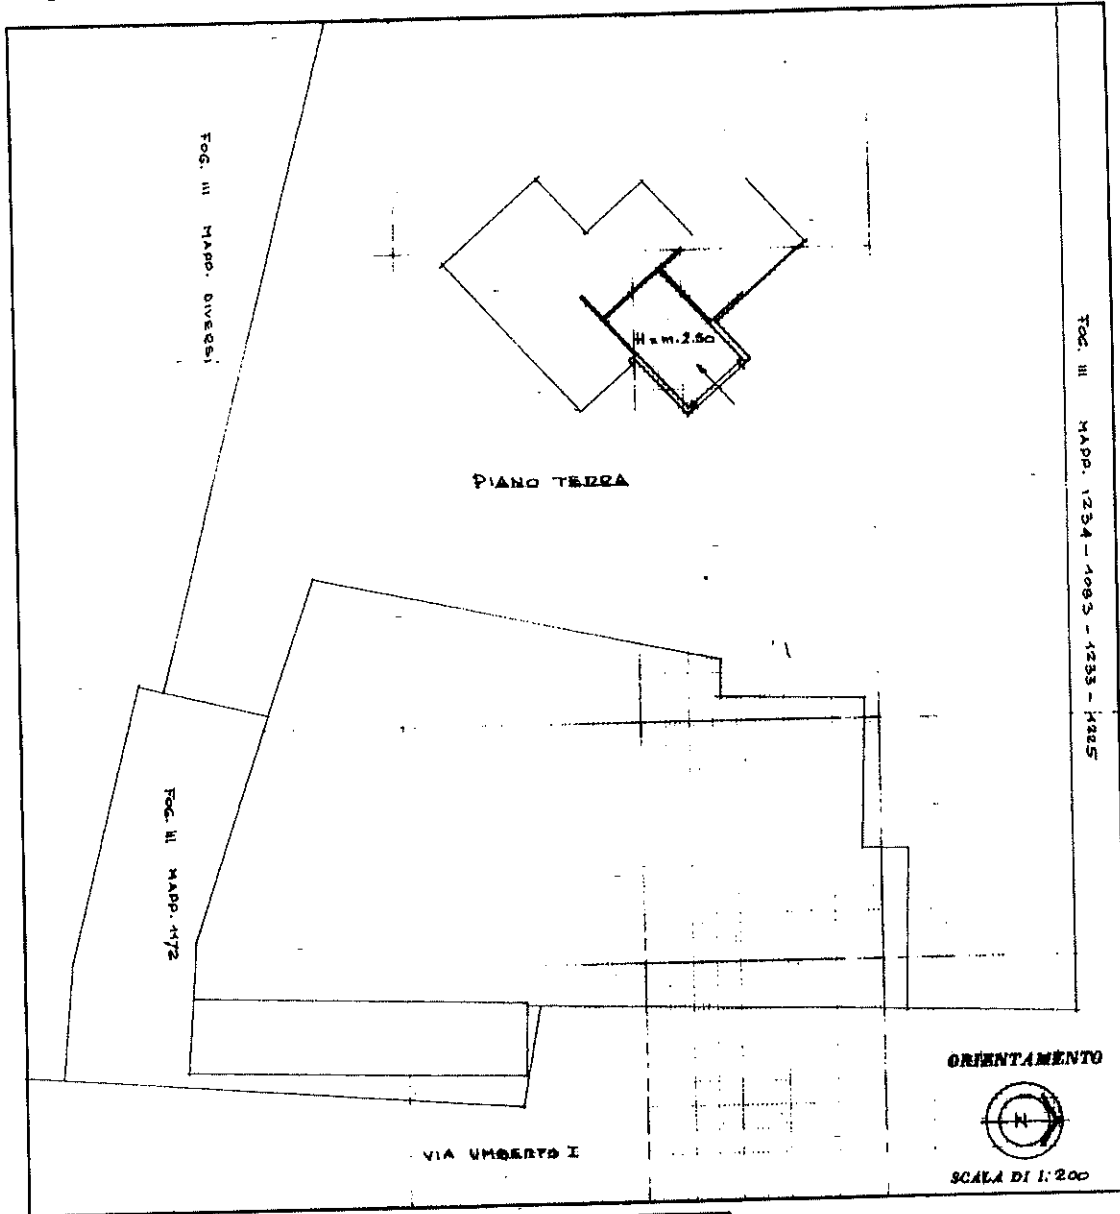 FOG. III MAPP. DIVERSI
H = m. 2.50
PIANO TERRA
FOG. III MAPP. 1234 - 1083 - 1233 - 1225
FOG. III MAPP. 1172
ORIENTAMENTO
N
SCALA DI 1: 200
VIA UMBERTO I